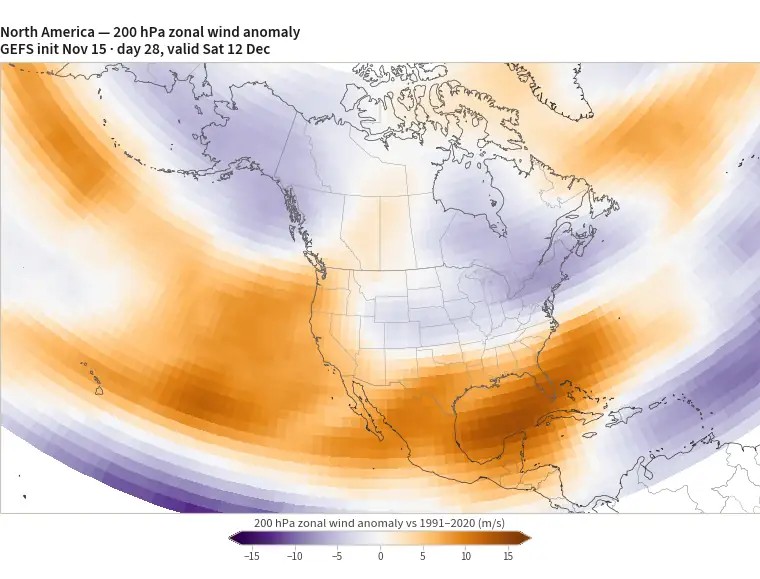 North America — 200 hPa zonal wind anomaly
GEFS init Nov 15 · day 28, valid Sat 12 Dec
200 hPa zonal wind anomaly vs 1991–2020 (m/s)
−15 −10 −5 0 5 10 15